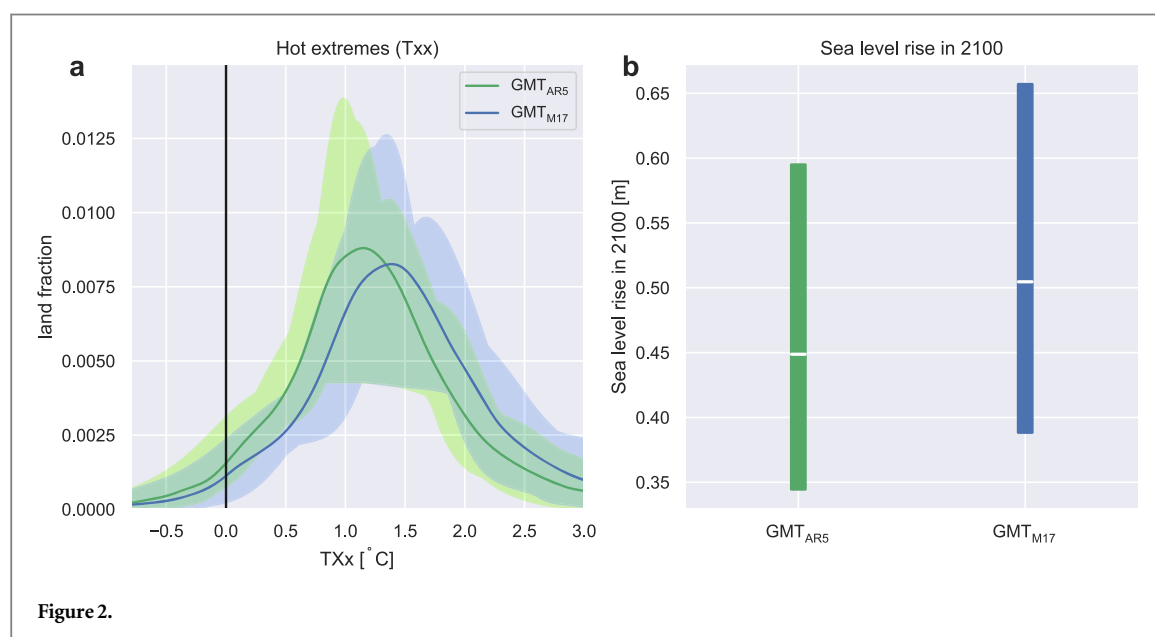 Hot extremes (Txx)
a
GMT_AR5
GMT_M17
0.0125
0.0100
0.0075
0.0050
0.0025
0.0000
land fraction
−0.5 0.0 0.5 1.0 1.5 2.0 2.5 3.0
TXx [°C]
Sea level rise in 2100
b
0.65
0.60
0.55
0.50
0.45
0.40
0.35
Sea level rise in 2100 [m]
GMT_AR5 GMT_M17
Figure 2.